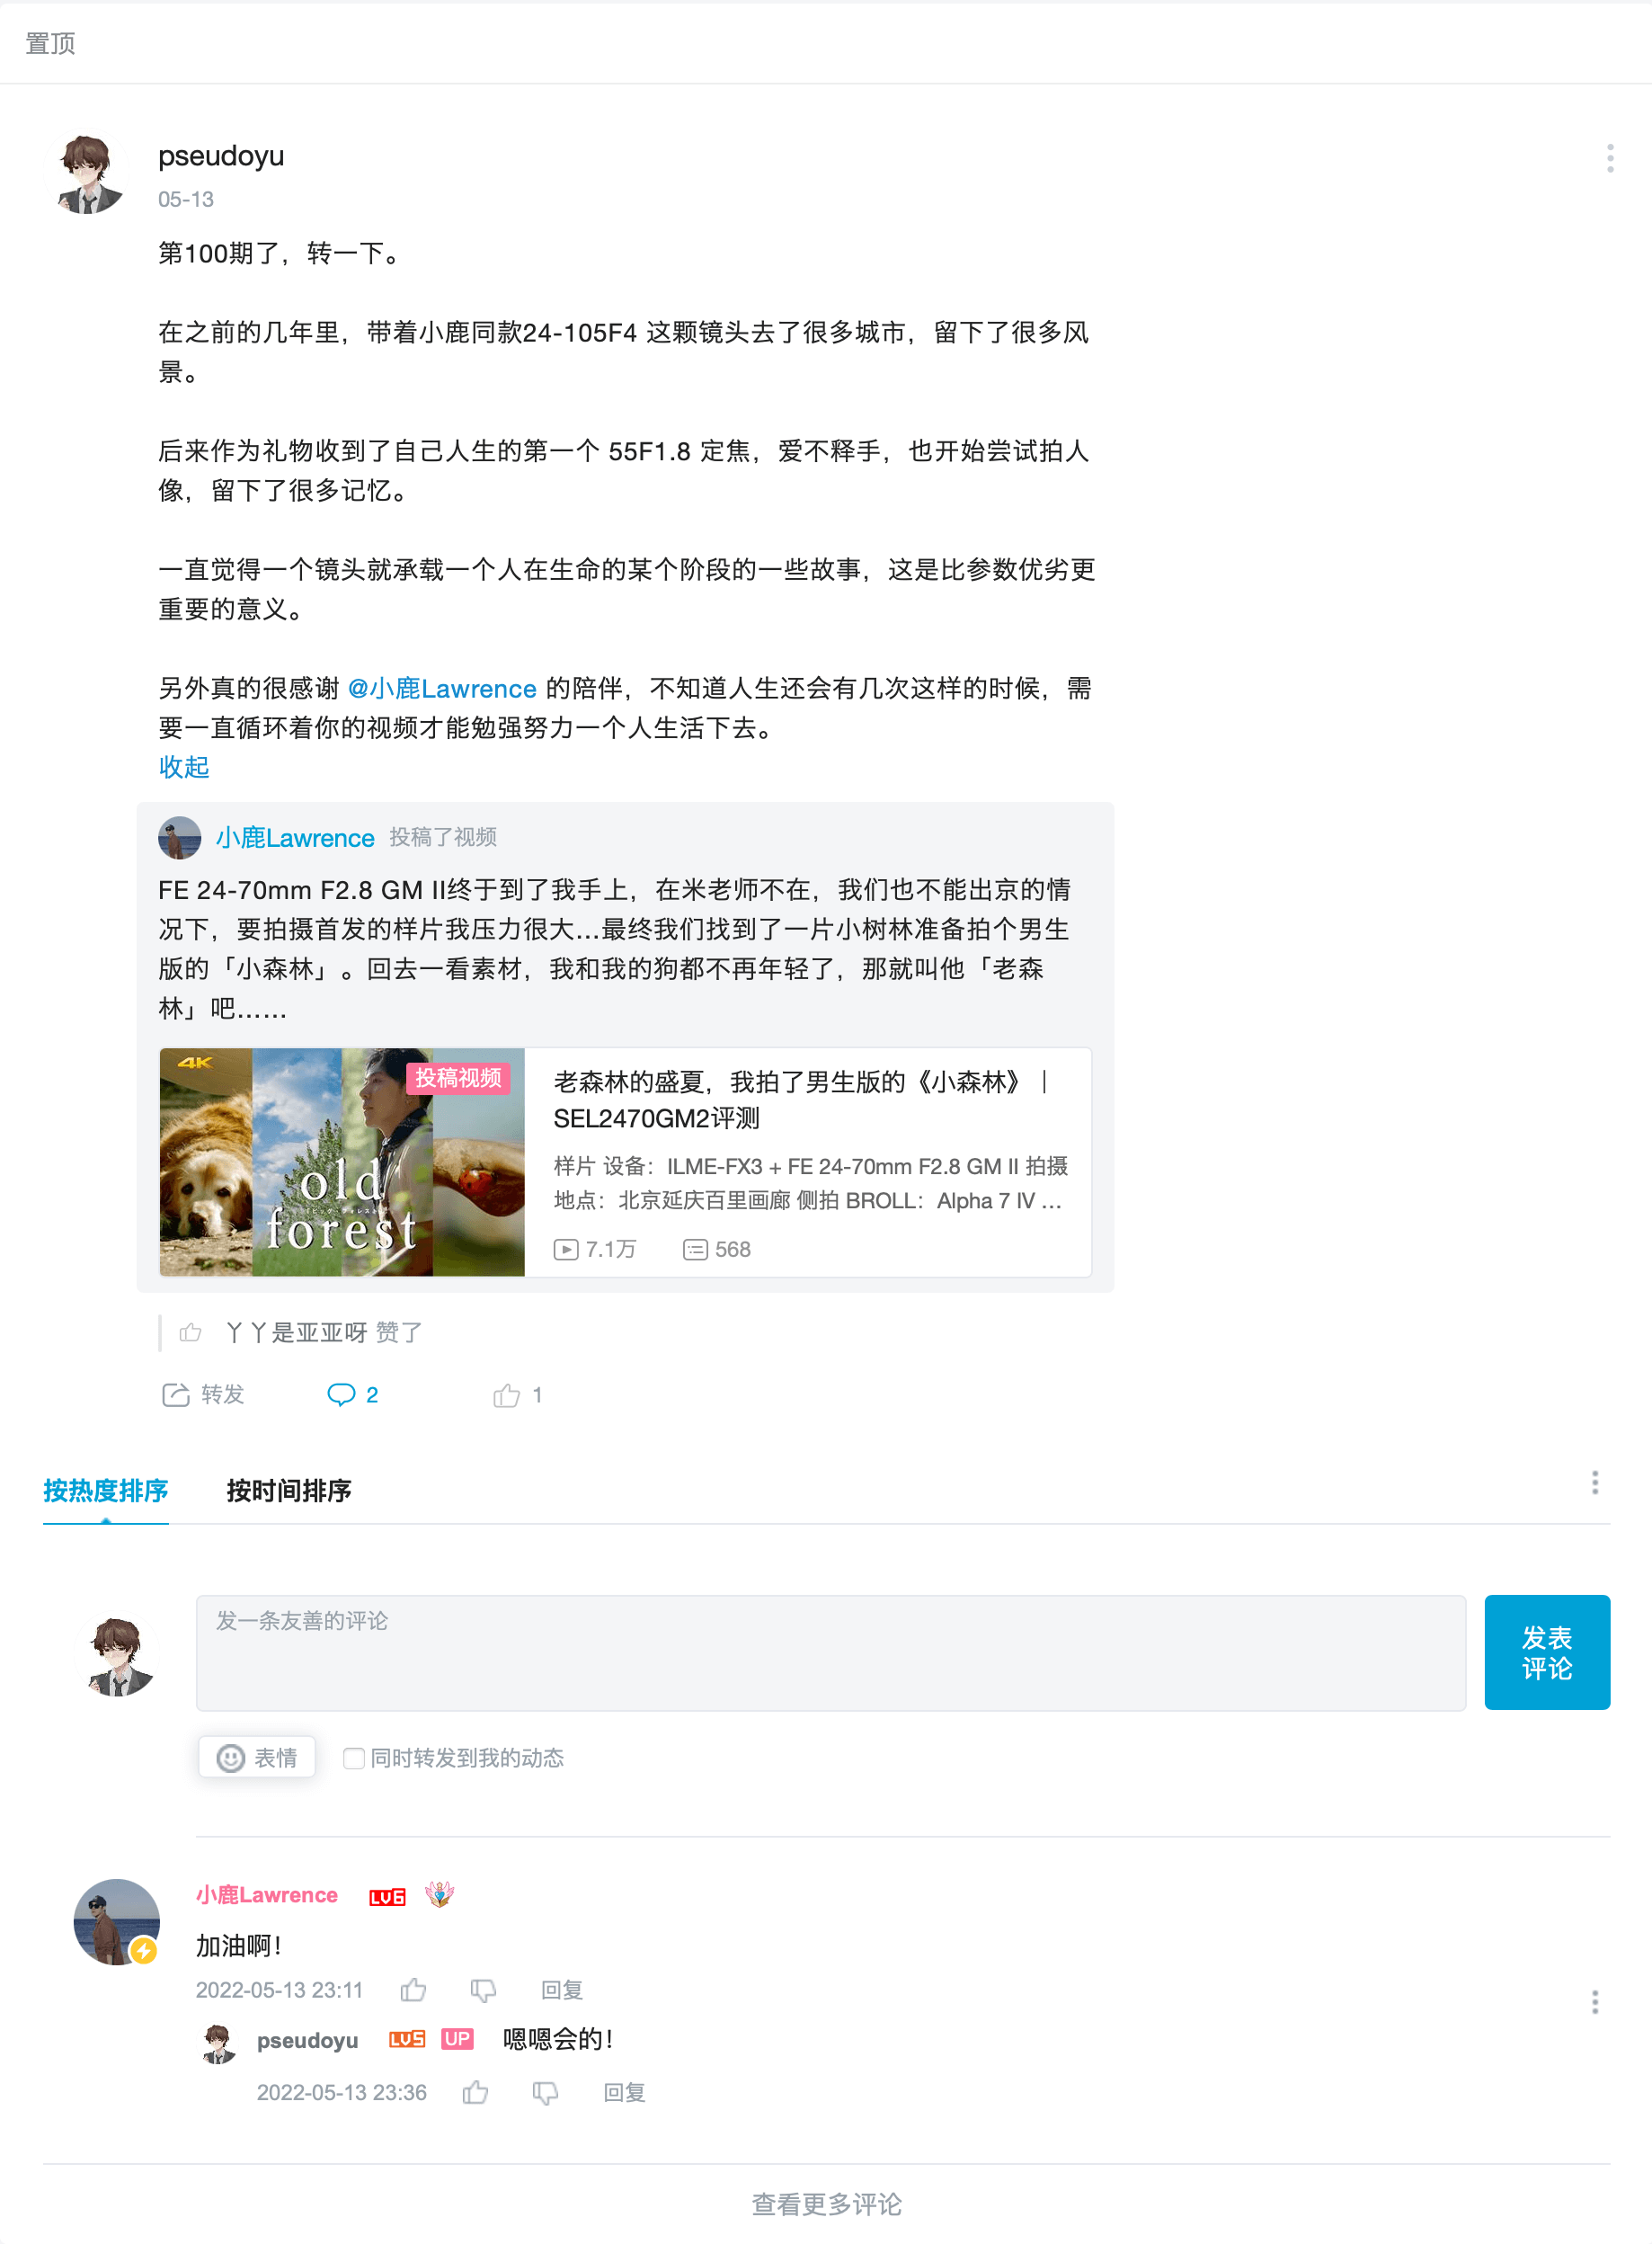 置顶
pseudoyu
05-13
第100期了，转一下。
在之前的几年里，带着小鹿同款24-105F4 这颗镜头去了很多城市，留下了很多风
景。
后来作为礼物收到了自己人生的第一个 55F1.8 定焦，爱不释手，也开始尝试拍人
像，留下了很多记忆。
一直觉得一个镜头就承载一个人在生命的某个阶段的一些故事，这是比参数优劣更
重要的意义。
另外真的很感谢 @小鹿Lawrence 的陪伴，不知道人生还会有几次这样的时候，需
要一直循环着你的视频才能勉强努力一个人生活下去。
收起
小鹿Lawrence 投稿了视频
FE 24-70mm F2.8 GM II终于到了我手上，在米老师不在，我们也不能出京的情
况下，要拍摄首发的样片我压力很大...最终我们找到了一片小树林准备拍个男生
版的「小森林」。回去一看素材，我和我的狗都不再年轻了，那就叫他「老森
林」吧……
4K
投稿视频
old
forest
老森林的盛夏，我拍了男生版的《小森林》｜
SEL2470GM2评测
样片 设备：ILME-FX3 + FE 24-70mm F2.8 GM II 拍摄
地点：北京延庆百里画廊 侧拍 BROLL：Alpha 7 IV ...
7.1万 568
丫丫是亚亚呀 赞了
转发 2 1
按热度排序 按时间排序
发一条友善的评论
发表
评论
表情 同时转发到我的动态
小鹿Lawrence LV6
加油啊！
2022-05-13 23:11 回复
pseudoyu LV5 UP 嗯嗯会的！
2022-05-13 23:36 回复
查看更多评论